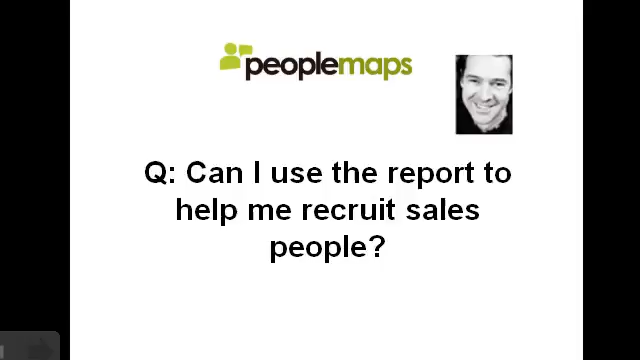 peoplemaps
Q: Can I use the report to
help me recruit sales
people?